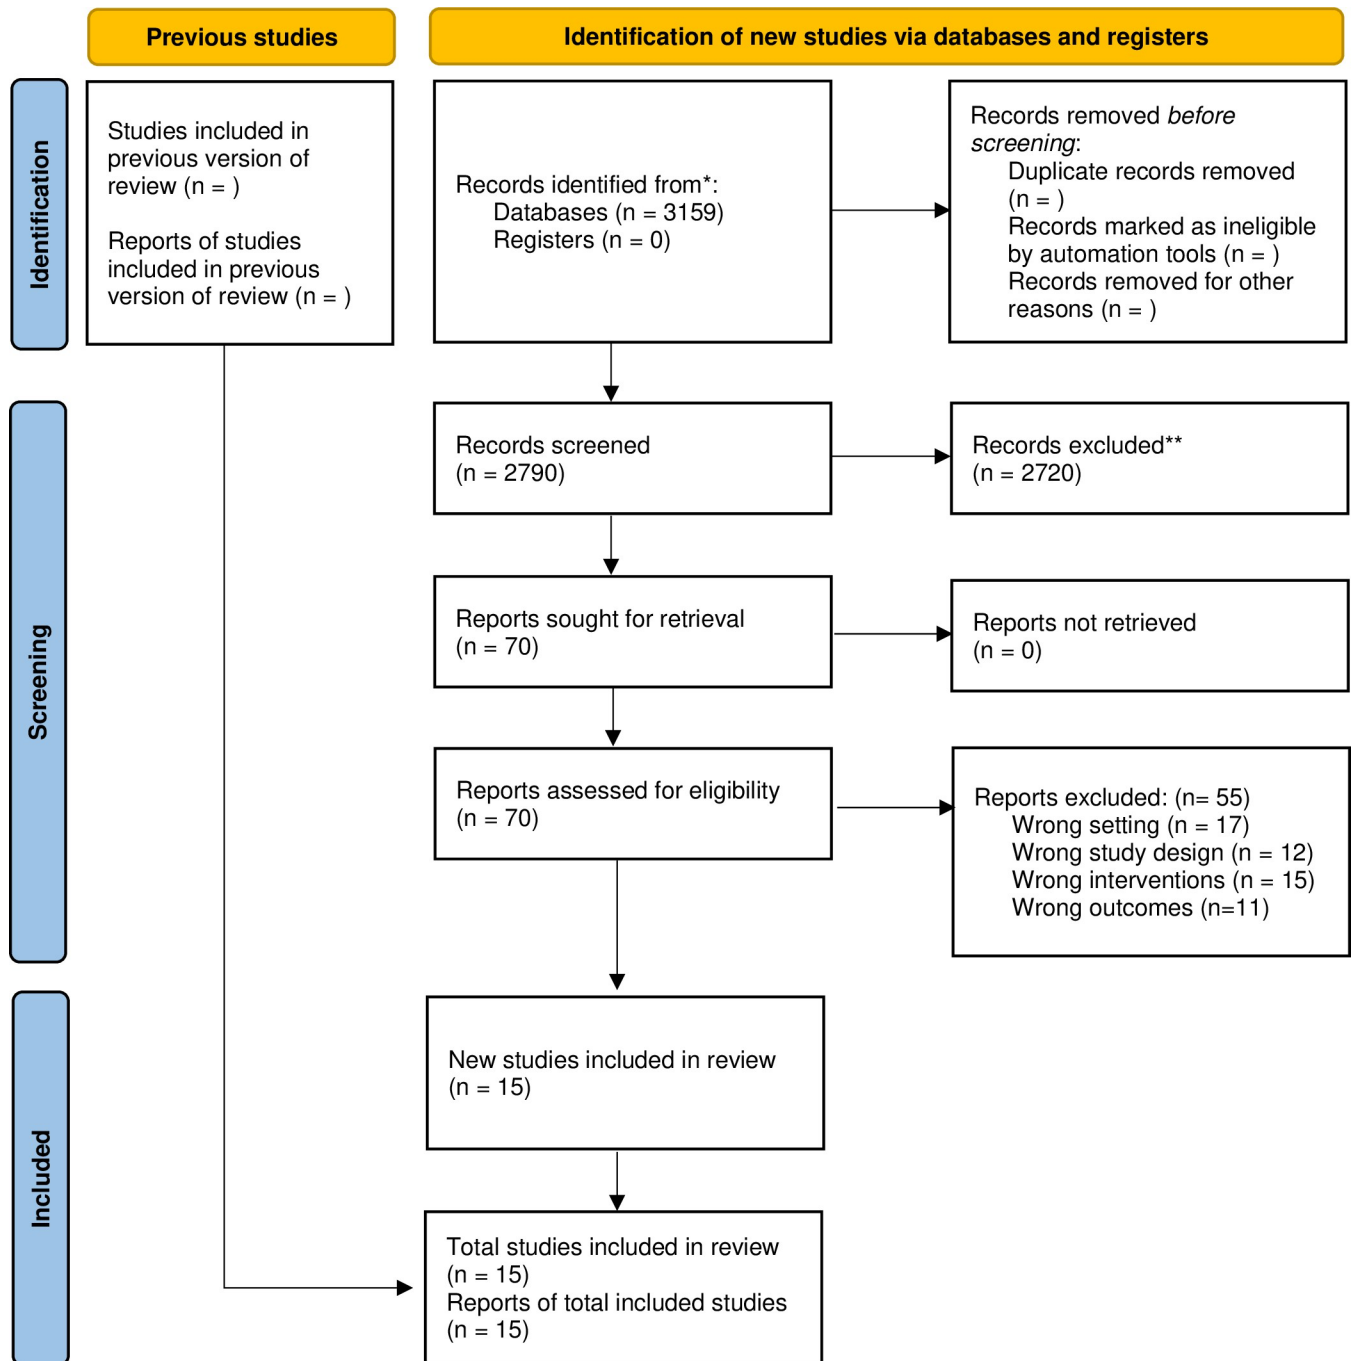 Previous studies
Identification of new studies via databases and registers
Identification
Studies included in
previous version of
review (n = )
Reports of studies
included in previous
version of review (n = )
Records identified from*:
Databases (n = 3159)
Registers (n = 0)
Records removed before
screening:
Duplicate records removed
(n = )
Records marked as ineligible
by automation tools (n = )
Records removed for other
reasons (n = )
Screening
Records screened
(n = 2790)
Records excluded**
(n = 2720)
Reports sought for retrieval
(n = 70)
Reports not retrieved
(n = 0)
Reports assessed for eligibility
(n = 70)
Reports excluded: (n= 55)
Wrong setting (n = 17)
Wrong study design (n = 12)
Wrong interventions (n = 15)
Wrong outcomes (n=11)
Included
New studies included in review
(n = 15)
Total studies included in review
(n = 15)
Reports of total included studies
(n = 15)